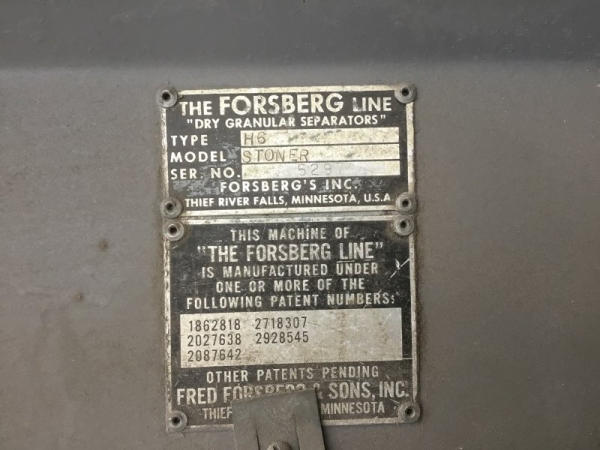 THE FORSBERG LINE
"DRY GRANULAR SEPARATORS"
TYPE H6
MODEL STONER
SER. NO. 529
FORSBERG'S INC.
THIEF RIVER FALLS, MINNESOTA, U.S.A
THIS MACHINE OF
"THE FORSBERG LINE"
IS MANUFACTURED UNDER
ONE OR MORE OF THE
FOLLOWING PATENT NUMBERS:
1862818 2718307
2027638 2928545
2087642
OTHER PATENTS PENDING
FRED FORSBERG & SONS, INC.
THIEF MINNESOTA